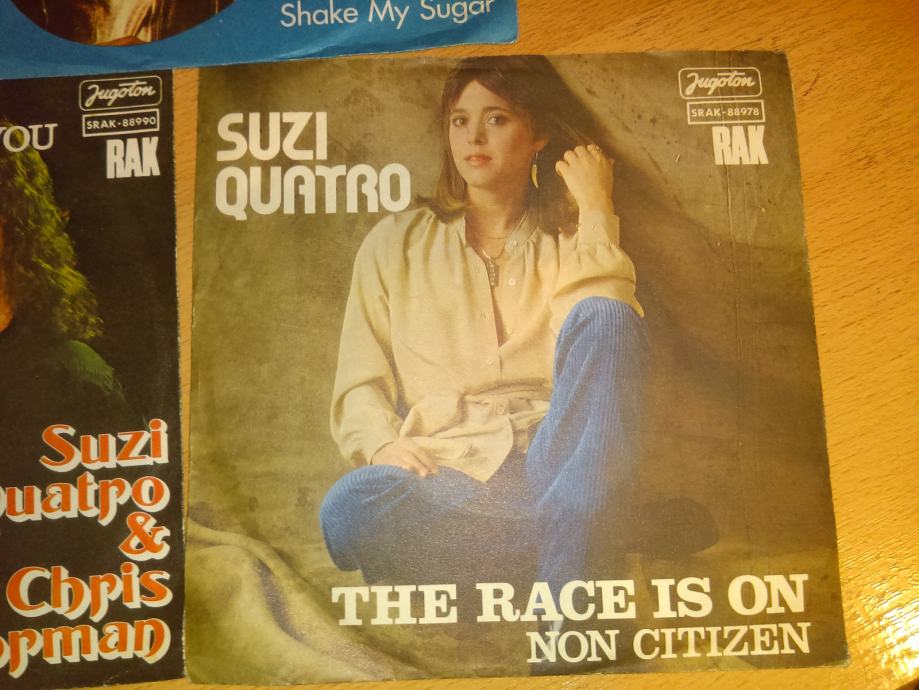 Shake My Sugar
Jugoton
SRAK-88990
YOU
RAK
Suzi
Quatro
&
Chris
Norman
Jugoton
SRAK-88978
RAK
SUZI
QUATRO
THE RACE IS ON
NON CITIZEN